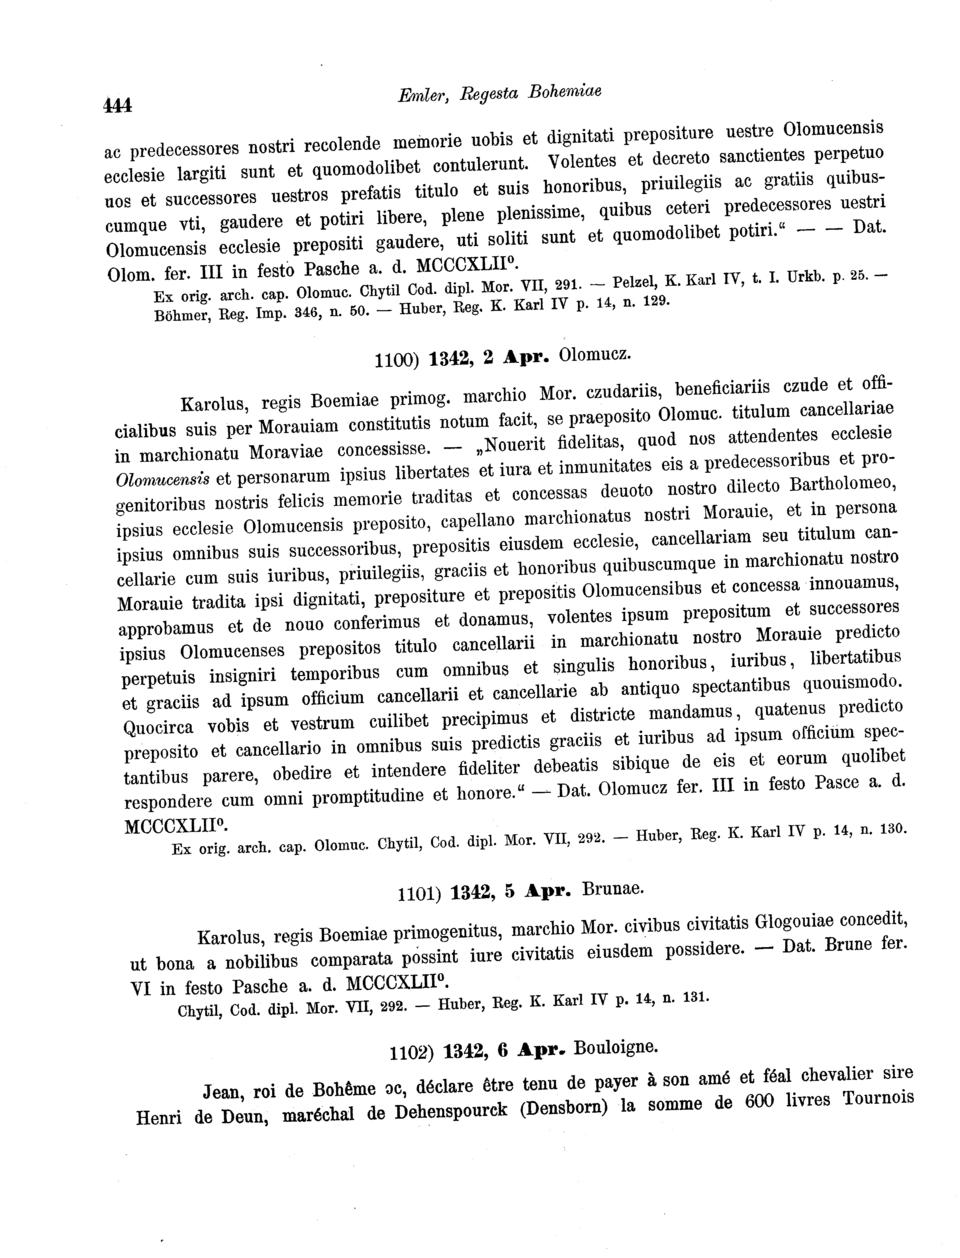 444
Emler, Regesta Bohemiae
ac predecessores nostri recolende memorie uobis et dignitati prepositure uestre Olomucensis
ecclesie largiti sunt et quomodolibet contulerunt. Volentes et decreto sanctientes perpetuo
uos et successores uestros prefatis titulo et suis honoribus, priuilegiis ac gratiis quibus-
cumque vti, gaudere et potiri libere, plene plenissime, quibus ceteri predecessores uestri
Olomucensis ecclesie prepositi gaudere, uti soliti sunt et quomodolibet potiri.“ — — Dat.
Olom. fer. III in festo Pasche a. d. MCCCXLII⁰.
Ex orig. arch. cap. Olomuc. Chytil Cod. dipl. Mor. VII, 291. — Pelzel, K. Karl IV, t. I. Urkb. p. 25. —
Böhmer, Reg. Imp. 346, n. 50. — Huber, Reg. K. Karl IV p. 14, n. 129.
1100) 1342, 2 Apr. Olomucz.
Karolus, regis Boemiae primog. marchio Mor. czudariis, beneficiariis czude et offi-
cialibus suis per Morauiam constitutis notum facit, se praeposito Olomuc. titulum cancellariae
in marchionatu Moraviae concessisse. — „Nouerit fidelitas, quod nos attendentes ecclesie
Olomucensis et personarum ipsius libertates et iura et inmunitates eis a predecessoribus et pro-
genitoribus nostris felicis memorie traditas et concessas deuoto nostro dilecto Bartholomeo,
ipsius ecclesie Olomucensis preposito, capellano marchionatus nostri Morauie, et in persona
ipsius omnibus suis successoribus, prepositis eiusdem ecclesie, cancellariam seu titulum can-
cellarie cum suis iuribus, priuilegiis, graciis et honoribus quibuscumque in marchionatu nostro
Morauie tradita ipsi dignitati, prepositure et prepositis Olomucensibus et concessa innouamus,
approbamus et de nouo conferimus et donamus, volentes ipsum prepositum et successores
ipsius Olomucenses prepositos titulo cancellarii in marchionatu nostro Morauie predicto
perpetuis insigniri temporibus cum omnibus et singulis honoribus, iuribus, libertatibus
et graciis ad ipsum officium cancellarii et cancellarie ab antiquo spectantibus quouismodo.
Quocirca vobis et vestrum cuilibet precipimus et districte mandamus, quatenus predicto
preposito et cancellario in omnibus suis predictis graciis et iuribus ad ipsum officium spec-
tantibus parere, obedire et intendere fideliter debeatis sibique de eis et eorum quolibet
respondere cum omni promptitudine et honore.“ — Dat. Olomucz fer. III in festo Pasce a. d.
MCCCXLII⁰.
Ex orig. arch. cap. Olomuc. Chytil, Cod. dipl. Mor. VII, 292. — Huber, Reg. K. Karl IV p. 14, n. 130.
1101) 1342, 5 Apr. Brunae.
Karolus, regis Boemiae primogenitus, marchio Mor. civibus civitatis Glogouiae concedit,
ut bona a nobilibus comparata possint iure civitatis eiusdem possidere. — Dat. Brune fer.
VI in festo Pasche a. d. MCCCXLII⁰.
Chytil, Cod. dipl. Mor. VII, 292. — Huber, Reg. K. Karl IV p. 14, n. 131.
1102) 1342, 6 Apr. Bouloigne.
Jean, roi de Bohême ɔc, déclare être tenu de payer à son amé et féal chevalier sire
Henri de Deun, maréchal de Dehenspourck (Densborn) la somme de 600 livres Tournois